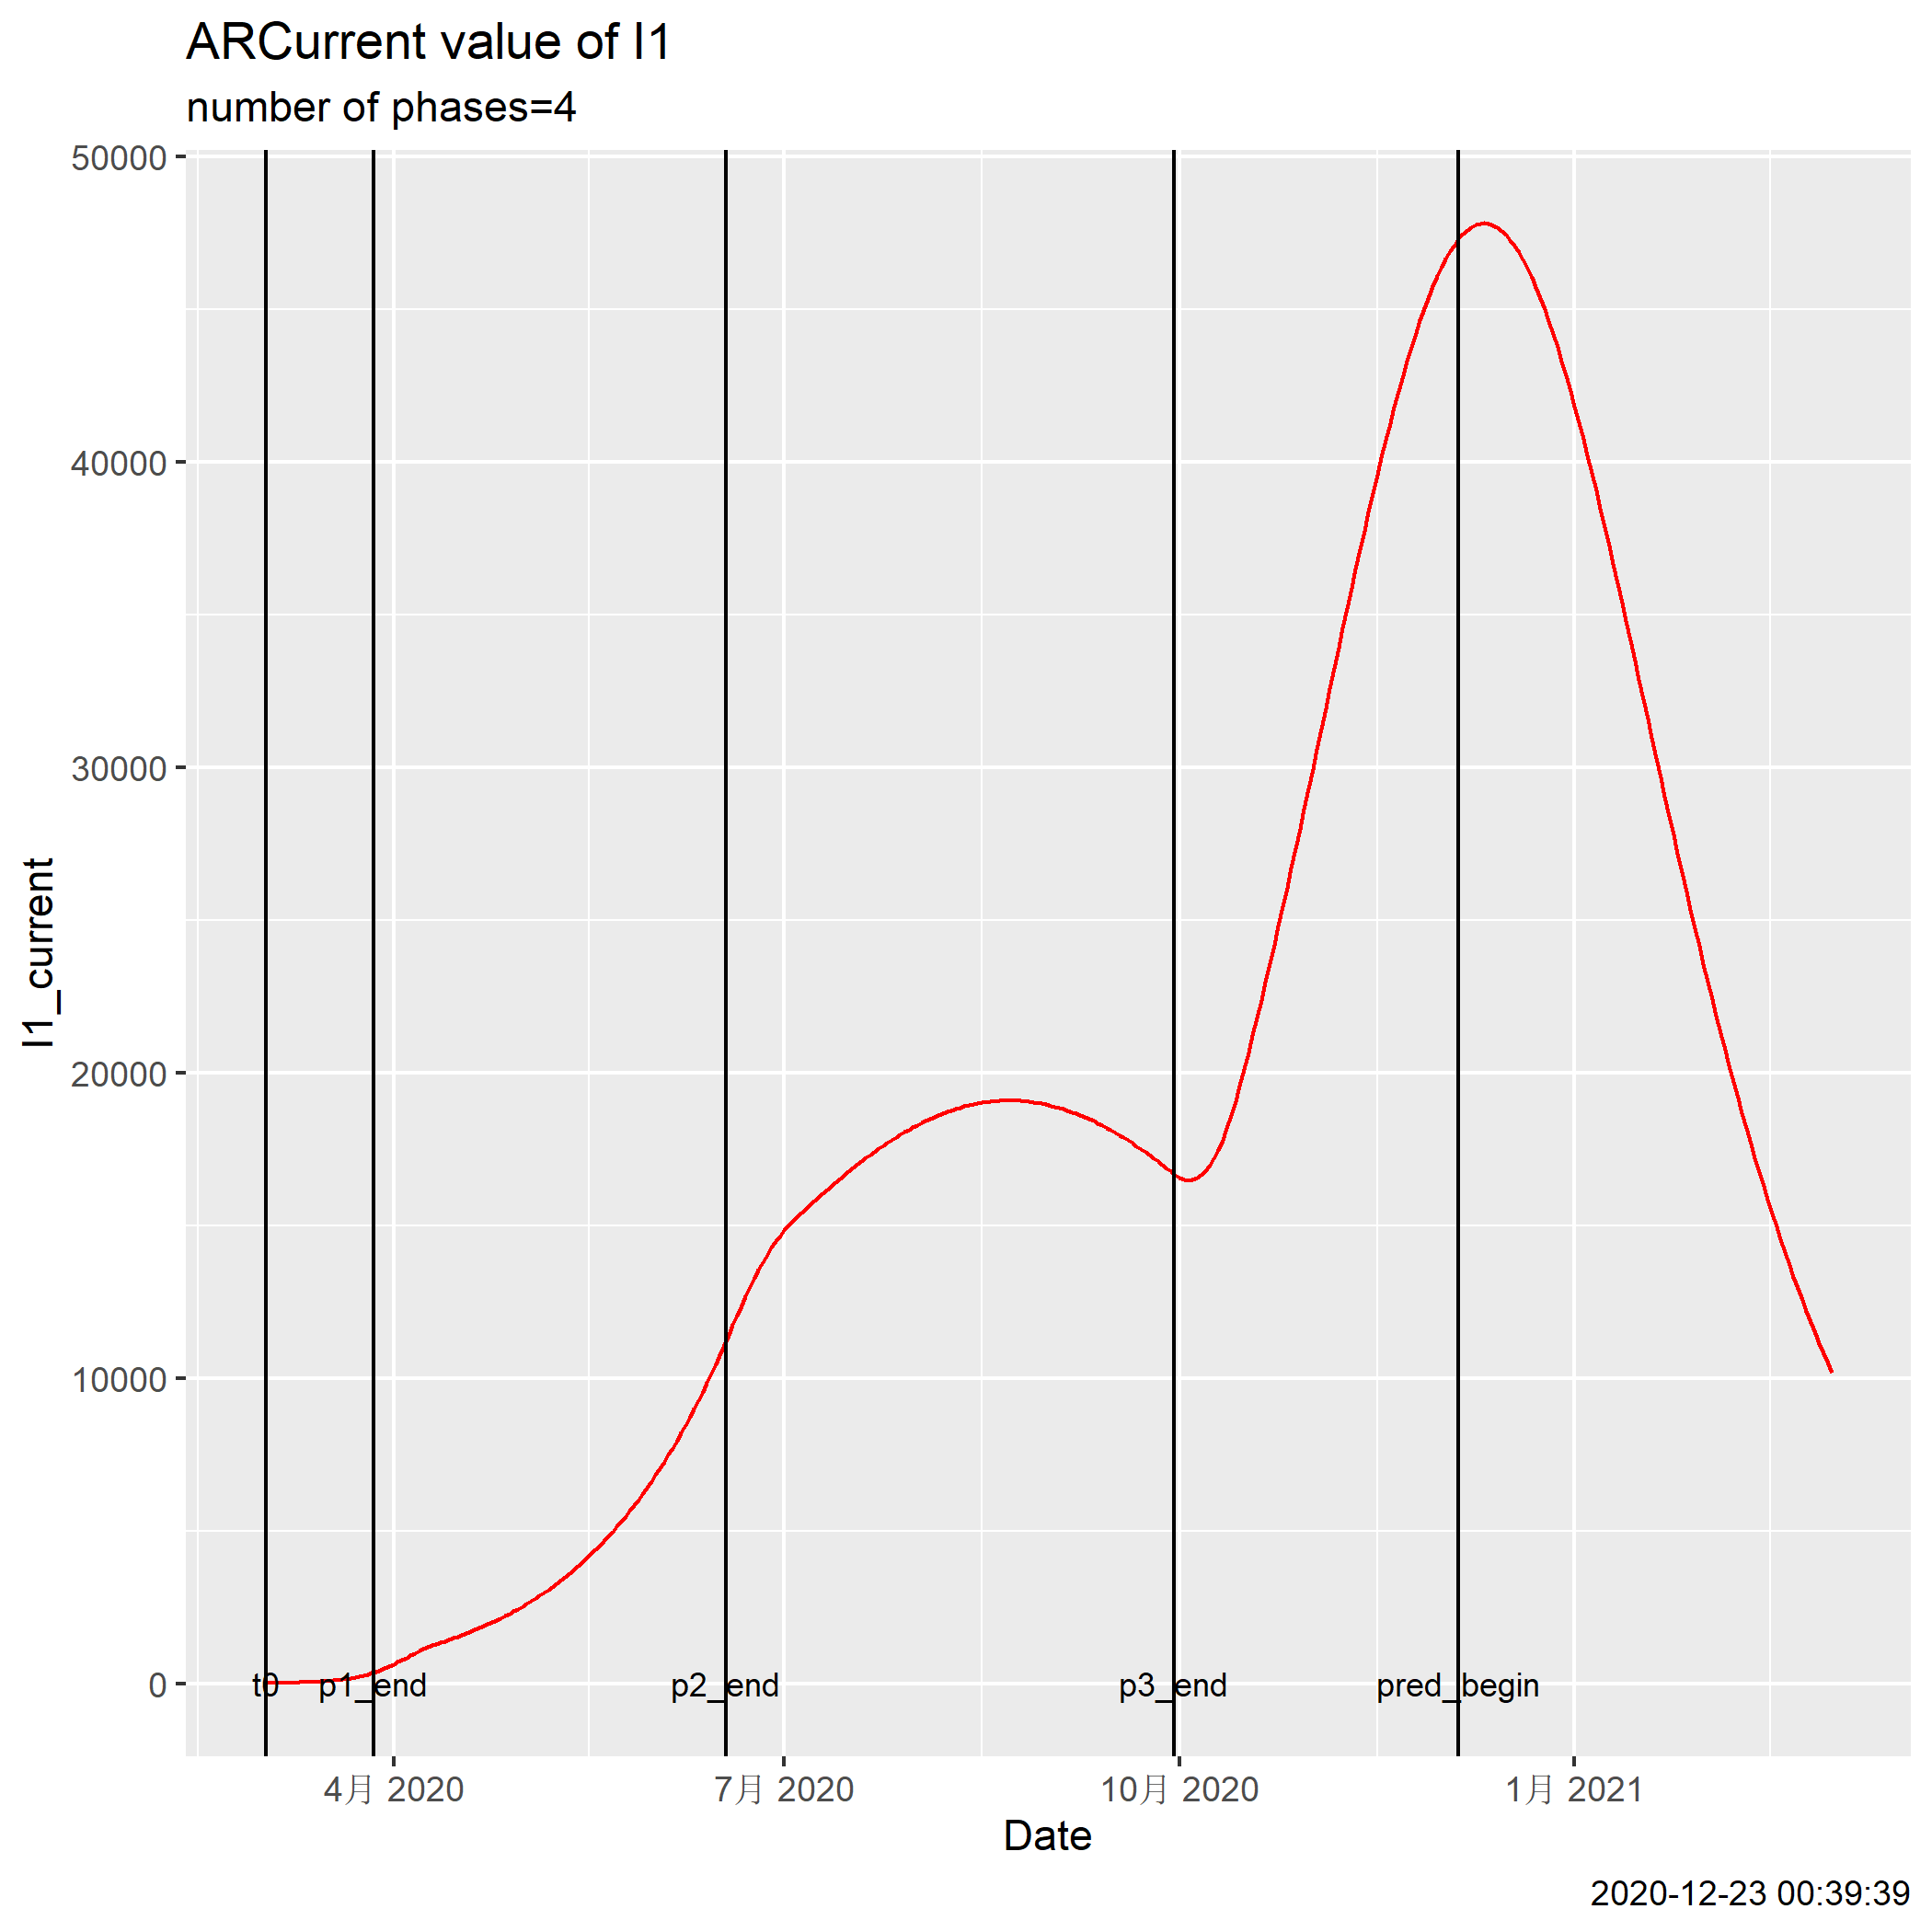 ARCurrent value of I1
number of phases=4
50000
40000
30000
20000
10000
0
I1_current
t0
p1_end
p2_end
p3_end
pred_begin
4月 2020
7月 2020
10月 2020
1月 2021
Date
2020-12-23 00:39:39